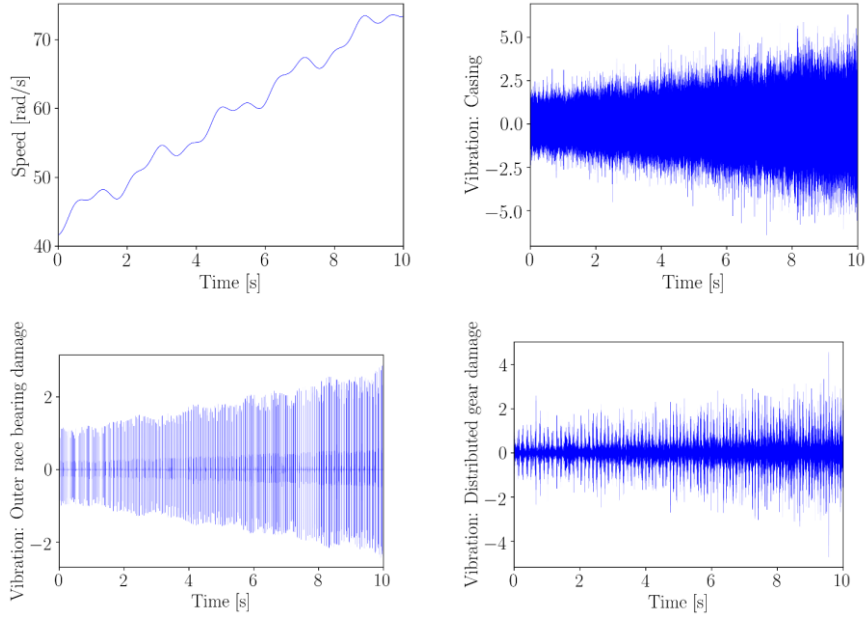 Speed [rad/s]
70
60
50
40
0 2 4 6 8 10
Time [s]
Vibration: Casing
5.0
2.5
0.0
−2.5
−5.0
0 2 4 6 8 10
Time [s]
Vibration: Outer race bearing damage
2
0
−2
0 2 4 6 8 10
Time [s]
Vibration: Distributed gear damage
4
2
0
−2
−4
0 2 4 6 8 10
Time [s]